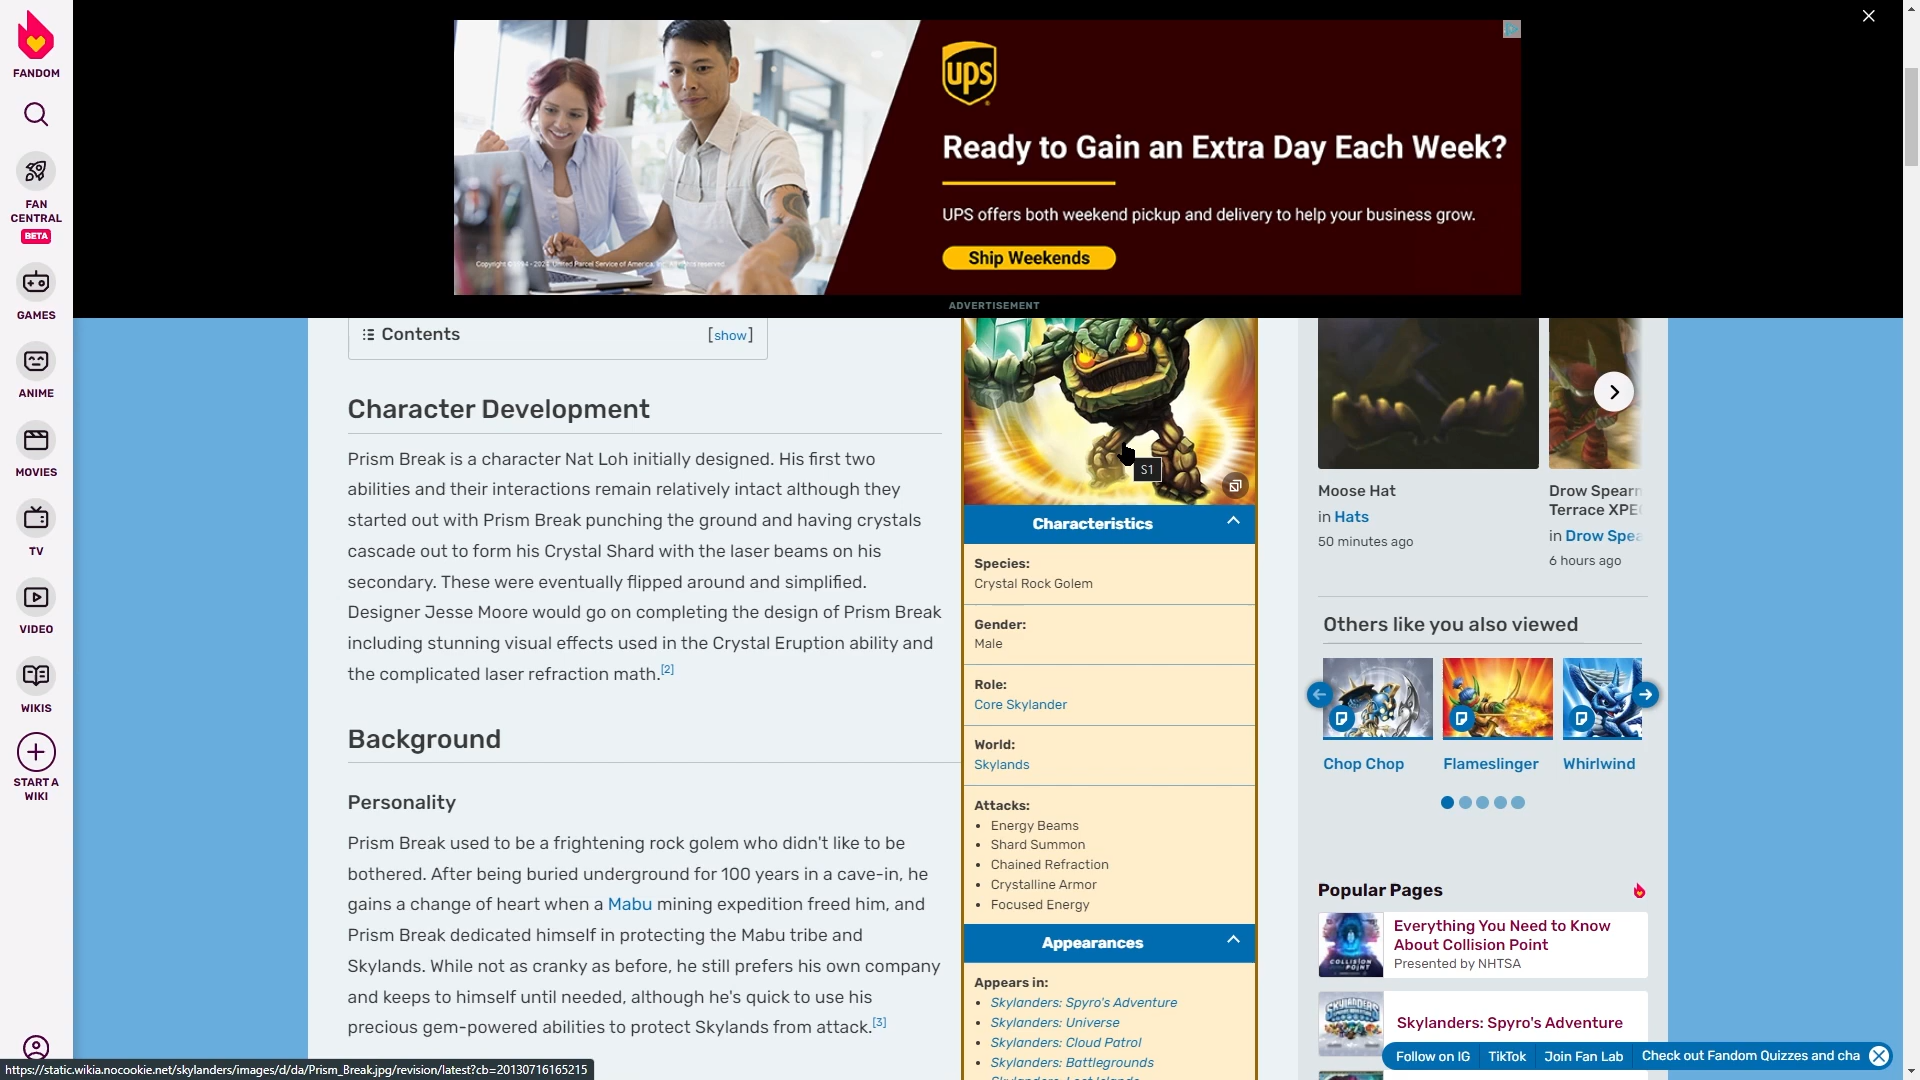 FANDOM
FAN
CENTRAL
BETA
GAMES
ANIME
MOVIES
TV
VIDEO
WIKIS
START A
WIKI
ups
Ready to Gain an Extra Day Each Week?
UPS offers both weekend pickup and delivery to help your business grow.
Ship Weekends
ADVERTISEMENT
Contents [show]
Character Development
Prism Break is a character Nat Loh initially designed. His first two
abilities and their interactions remain relatively intact although they
started out with Prism Break punching the ground and having crystals
cascade out to form his Crystal Shard with the laser beams on his
secondary. These were eventually flipped around and simplified.
Designer Jesse Moore would go on completing the design of Prism Break
including stunning visual effects used in the Crystal Eruption ability and
the complicated laser refraction math.[2]
Background
Personality
Prism Break used to be a frightening rock golem who didn't like to be
bothered. After being buried underground for 100 years in a cave-in, he
gains a change of heart when a Mabu mining expedition freed him, and
Prism Break dedicated himself in protecting the Mabu tribe and
Skylands. While not as cranky as before, he still prefers his own company
and keeps to himself until needed, although he's quick to use his
precious gem-powered abilities to protect Skylands from attack.[3]
S1
Characteristics
Species:
Crystal Rock Golem
Gender:
Male
Role:
Core Skylander
World:
Skylands
Attacks:
• Energy Beams
• Shard Summon
• Chained Refraction
• Crystalline Armor
• Focused Energy
Appearances
Appears in:
• Skylanders: Spyro's Adventure
• Skylanders: Universe
• Skylanders: Cloud Patrol
• Skylanders: Battlegrounds
Moose Hat
in Hats
50 minutes ago
Drow Spearn
Terrace XPEC
in Drow Spea
6 hours ago
Others like you also viewed
Chop Chop
Flameslinger
Whirlwind
Popular Pages
COLLISION
POINT
Everything You Need to Know
About Collision Point
Presented by NHTSA
SKYLANDERS
Skylanders: Spyro's Adventure
Follow on IG
TikTok
Join Fan Lab
Check out Fandom Quizzes and cha
https://static.wikia.nocookie.net/skylanders/images/d/da/Prism_Break.jpg/revision/latest?cb=20130716165215